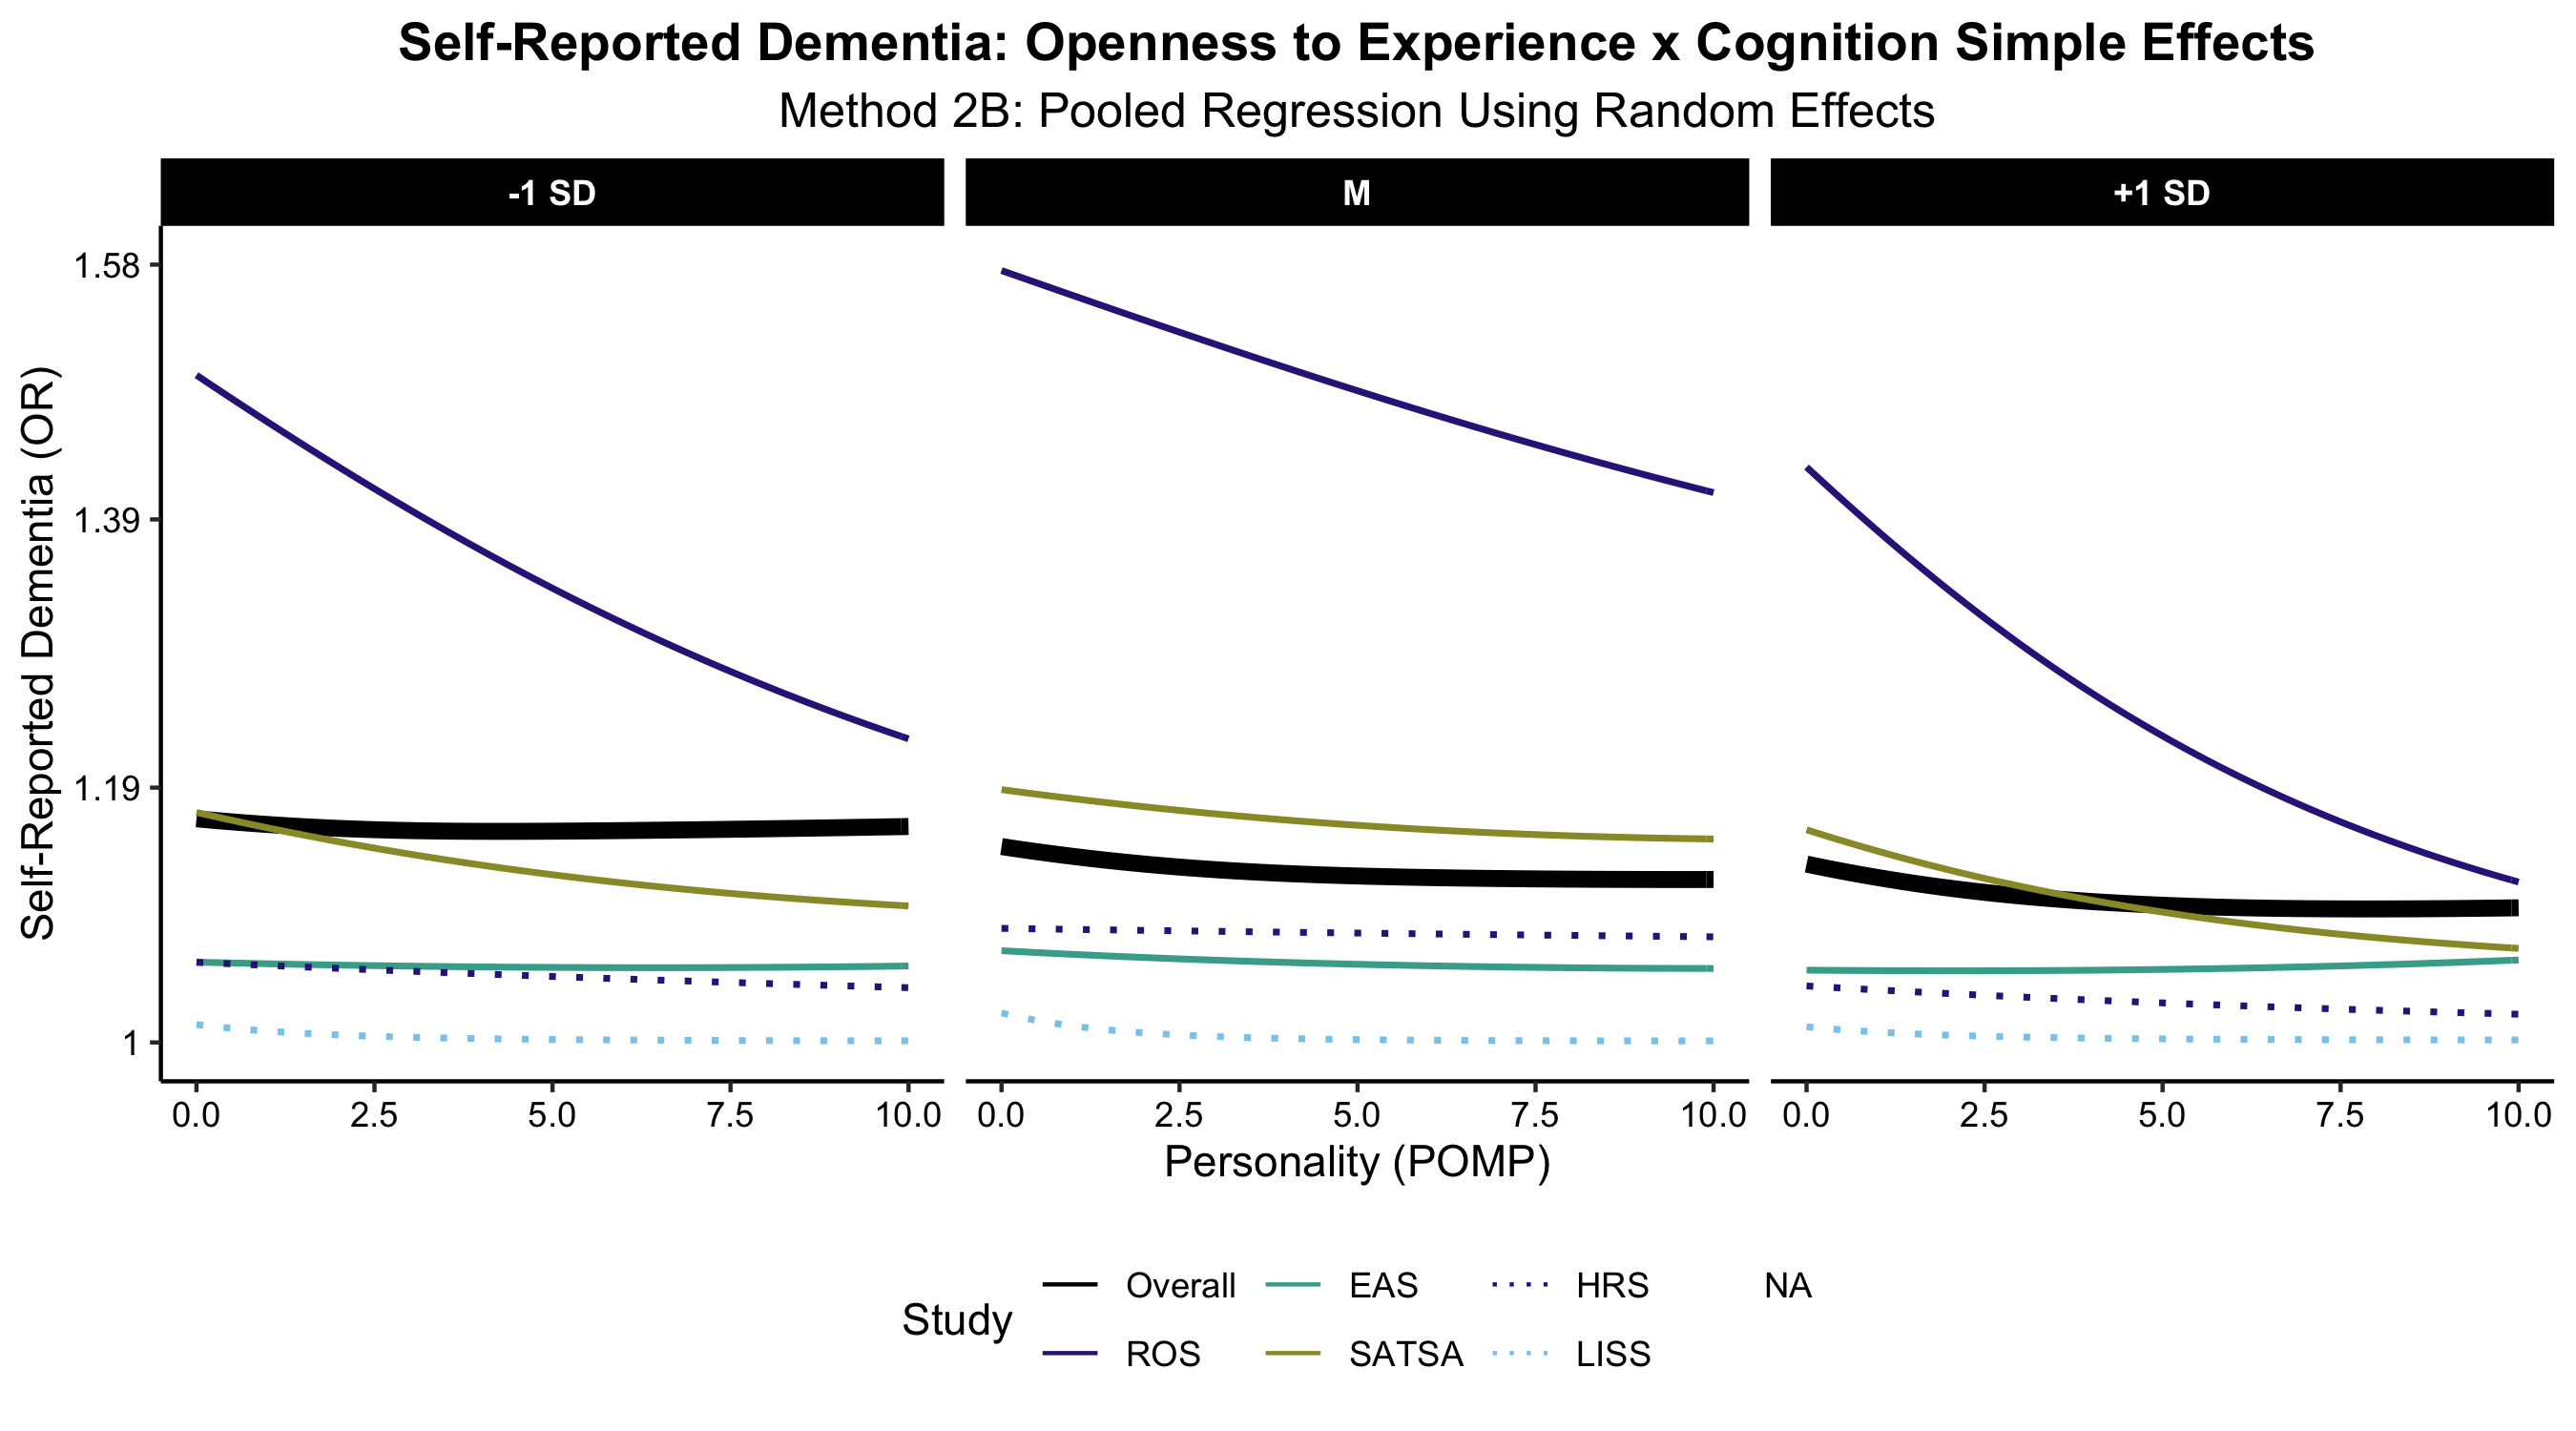 Self-Reported Dementia: Openness to Experience x Cognition Simple Effects
Method 2B: Pooled Regression Using Random Effects
-1 SD M +1 SD
Self-Reported Dementia (OR)
1.58
1.39
1.19
1
0.0 2.5 5.0 7.5 10.0 0.0 2.5 5.0 7.5 10.0 0.0 2.5 5.0 7.5 10.0
Personality (POMP)
Study
Overall EAS HRS NA
ROS SATSA LISS